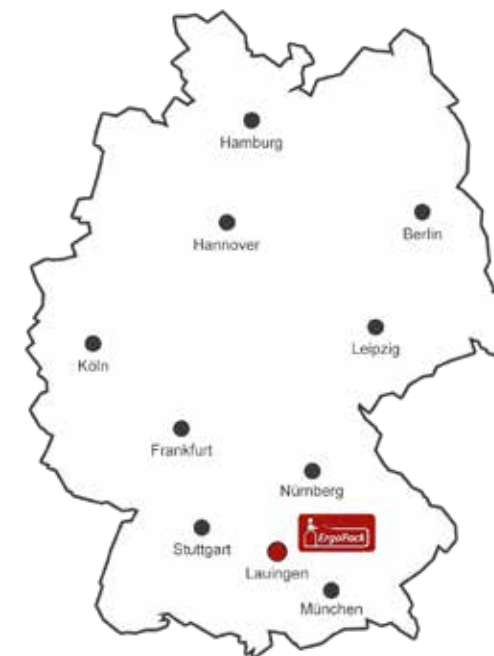 Hamburg
Berlin
Hannover
Leipzig
Köln
Frankfurt
Nürnberg
ErgoPack
Stuttgart
Lauingen
München